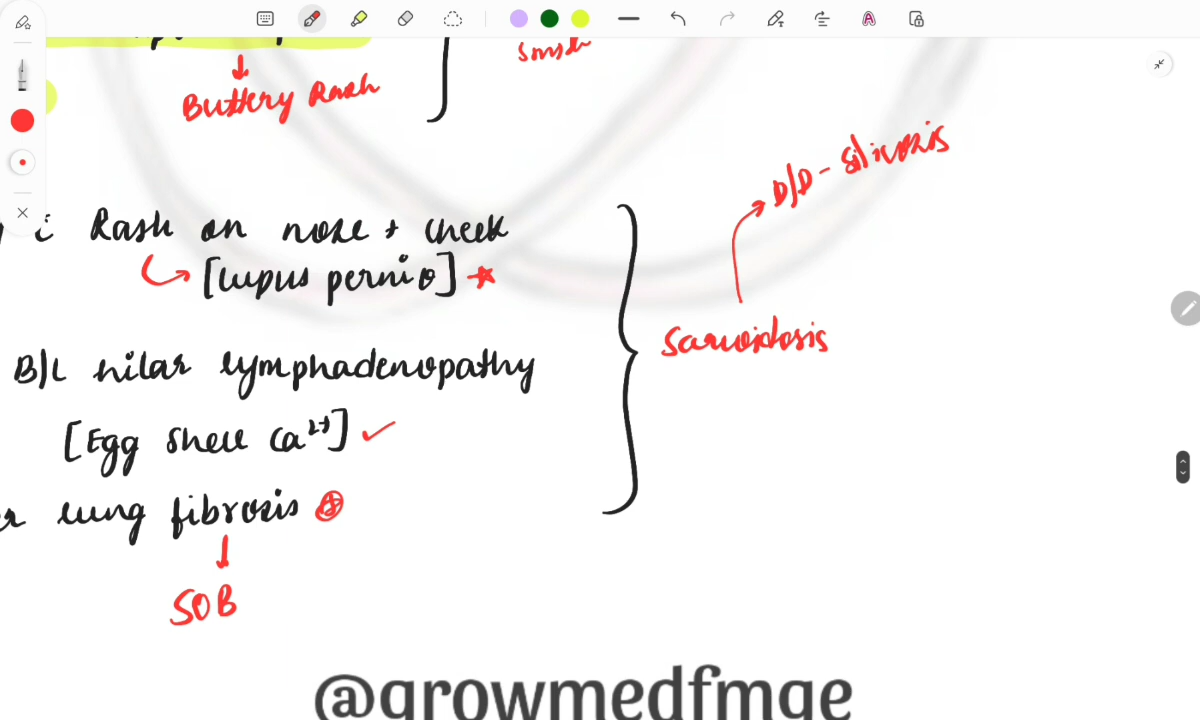 Buttery Rash
D/D - Silicosis
c̄ Rash on nose + cheek
[lupus pernio]
Sarcoidosis
B/L hilar lymphadenopathy
[Egg shell Ca²⁺]
lung fibrosis
SOB
@growmedfmge